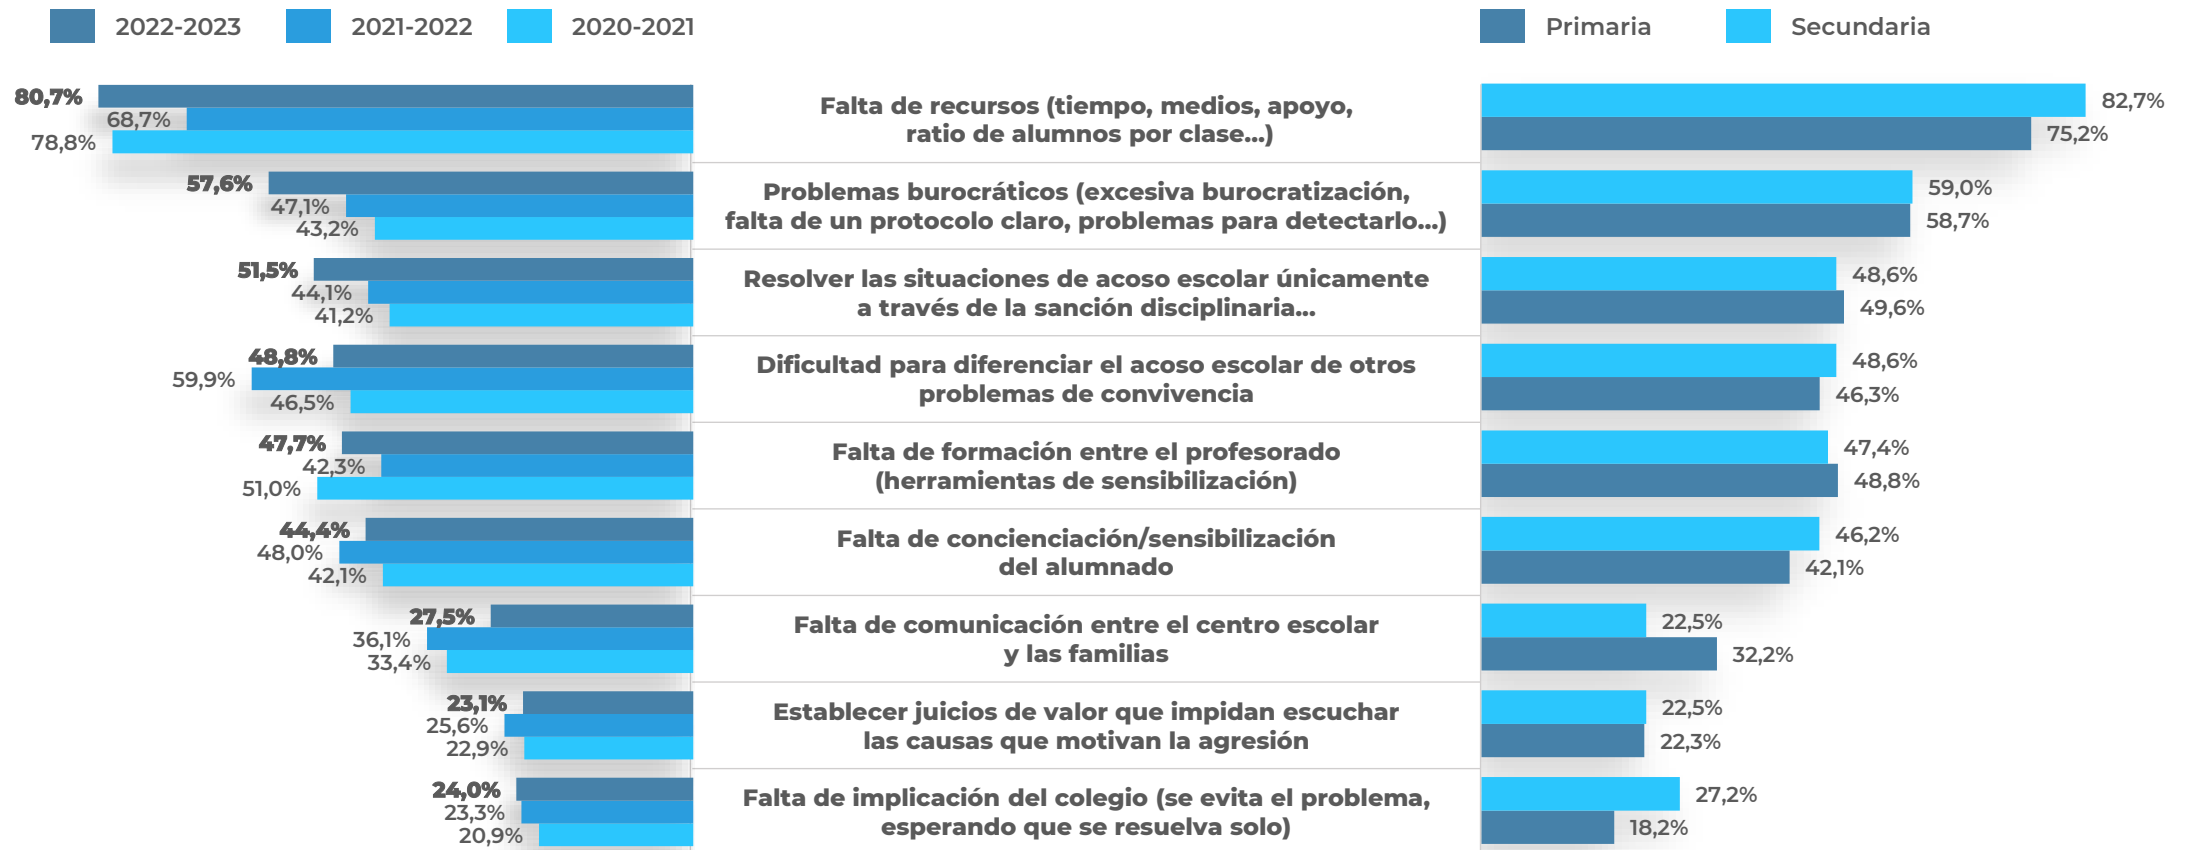 2022-2023 2021-2022 2020-2021
Primaria Secundaria
80,7%
68,7%
78,8%
Falta de recursos (tiempo, medios, apoyo,
ratio de alumnos por clase...)
82,7%
75,2%
57,6%
47,1%
43,2%
Problemas burocráticos (excesiva burocratización,
falta de un protocolo claro, problemas para detectarlo...)
59,0%
58,7%
51,5%
44,1%
41,2%
Resolver las situaciones de acoso escolar únicamente
a través de la sanción disciplinaria...
48,6%
49,6%
48,8%
59,9%
46,5%
Dificultad para diferenciar el acoso escolar de otros
problemas de convivencia
48,6%
46,3%
47,7%
42,3%
51,0%
Falta de formación entre el profesorado
(herramientas de sensibilización)
47,4%
48,8%
44,4%
48,0%
42,1%
Falta de concienciación/sensibilización
del alumnado
46,2%
42,1%
27,5%
36,1%
33,4%
Falta de comunicación entre el centro escolar
y las familias
22,5%
32,2%
23,1%
25,6%
22,9%
Establecer juicios de valor que impidan escuchar
las causas que motivan la agresión
22,5%
22,3%
24,0%
23,3%
20,9%
Falta de implicación del colegio (se evita el problema,
esperando que se resuelva solo)
27,2%
18,2%